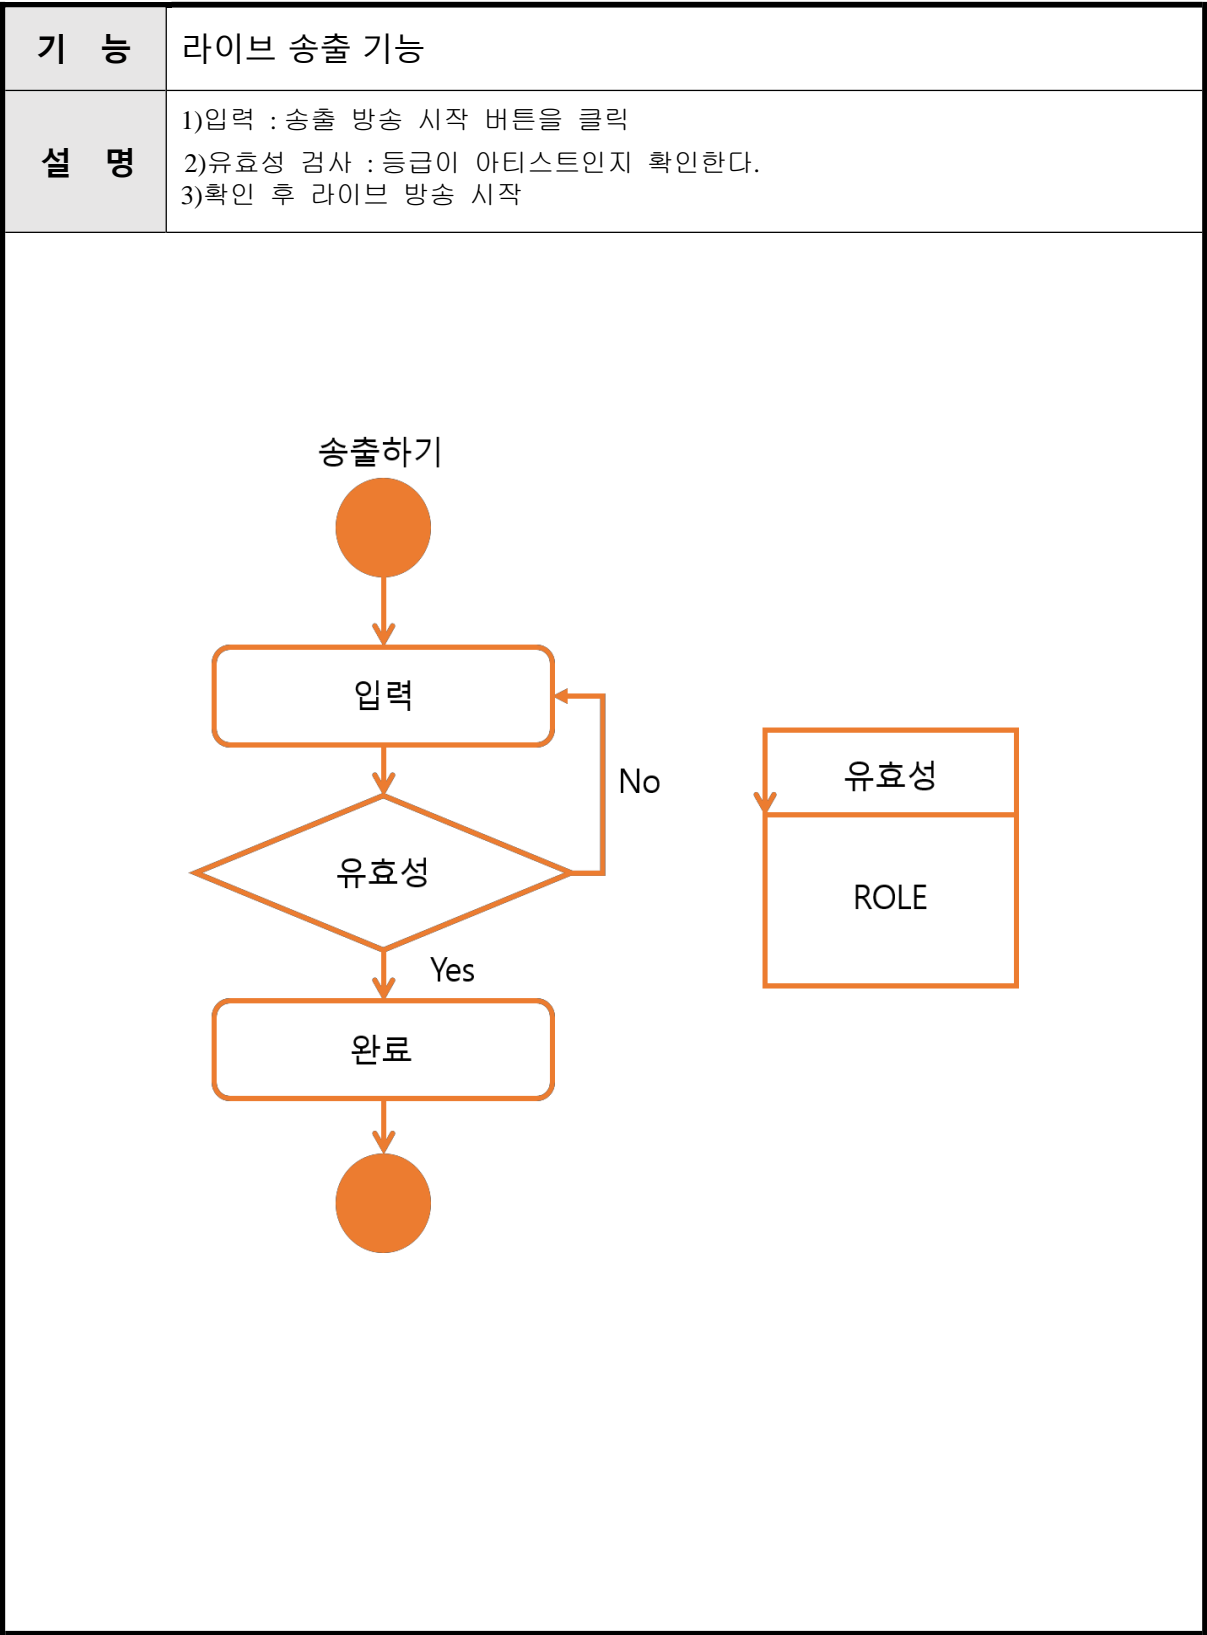 기 능
라이브 송출 기능
설 명
1)입력 : 송출 방송 시작 버튼을 클릭
2)유효성 검사 : 등급이 아티스트인지 확인한다.
3)확인 후 라이브 방송 시작
송출하기
입력
No
유효성
유효성
ROLE
Yes
완료